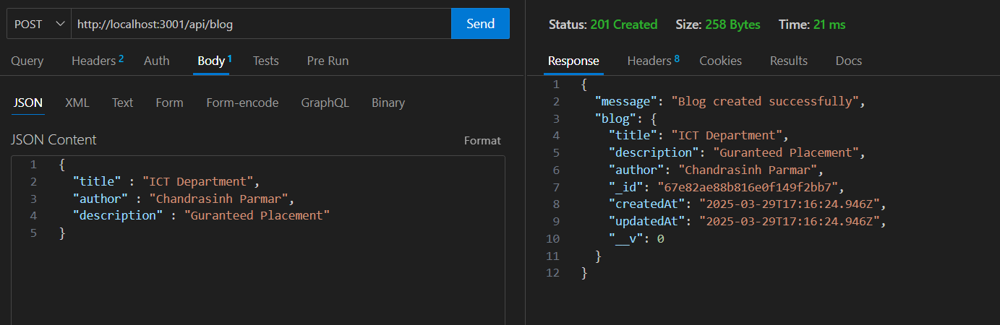 POST http://localhost:3001/api/blog Send
Query Headers 2 Auth Body 1 Tests Pre Run
JSON XML Text Form Form-encode GraphQL Binary
JSON Content Format
1 {
2 "title" : "ICT Department",
3 "author" : "Chandrasinh Parmar",
4 "description" : "Guranteed Placement"
5 }
Status: 201 Created Size: 258 Bytes Time: 21 ms
Response Headers 8 Cookies Results Docs
1 {
2 "message": "Blog created successfully",
3 "blog": {
4 "title": "ICT Department",
5 "description": "Guranteed Placement",
6 "author": "Chandrasinh Parmar",
7 "_id": "67e82ae88b816e0f149f2bb7",
8 "createdAt": "2025-03-29T17:16:24.946Z",
9 "updatedAt": "2025-03-29T17:16:24.946Z",
10 "__v": 0
11 }
12 }